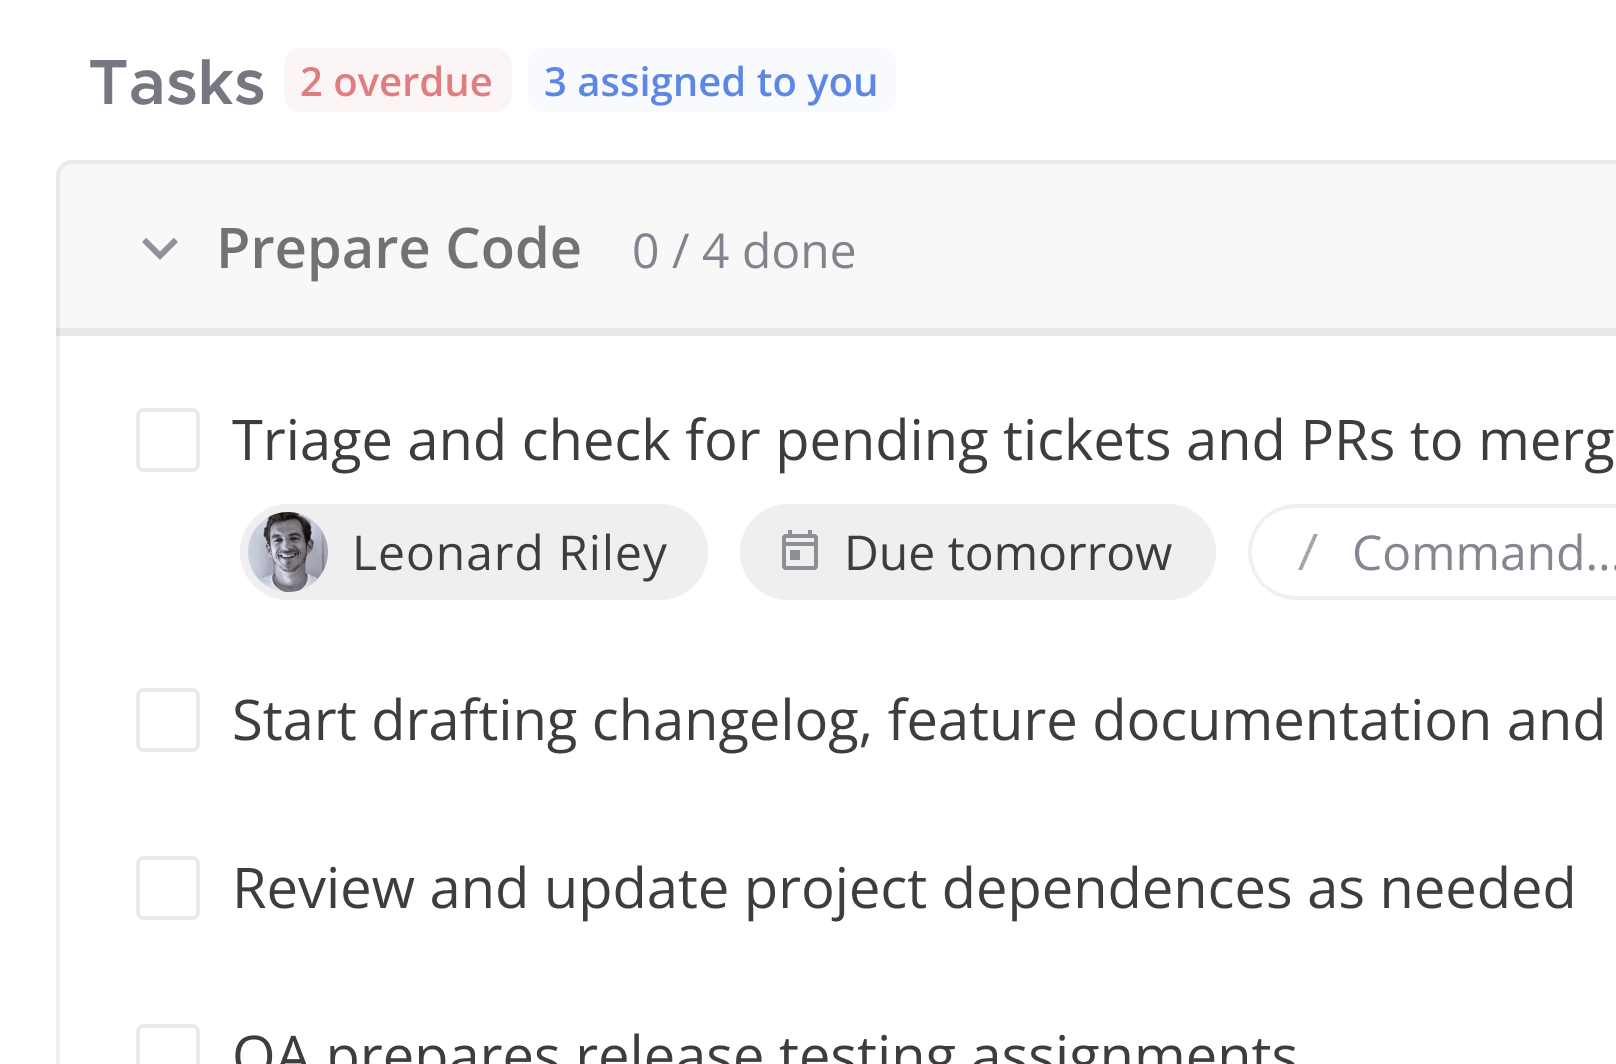 Tasks 2 overdue 3 assigned to you
Prepare Code 0 / 4 done
Triage and check for pending tickets and PRs to merg
Leonard Riley Due tomorrow / Command...
Start drafting changelog, feature documentation and
Review and update project dependences as needed
QA prepares release testing assignments